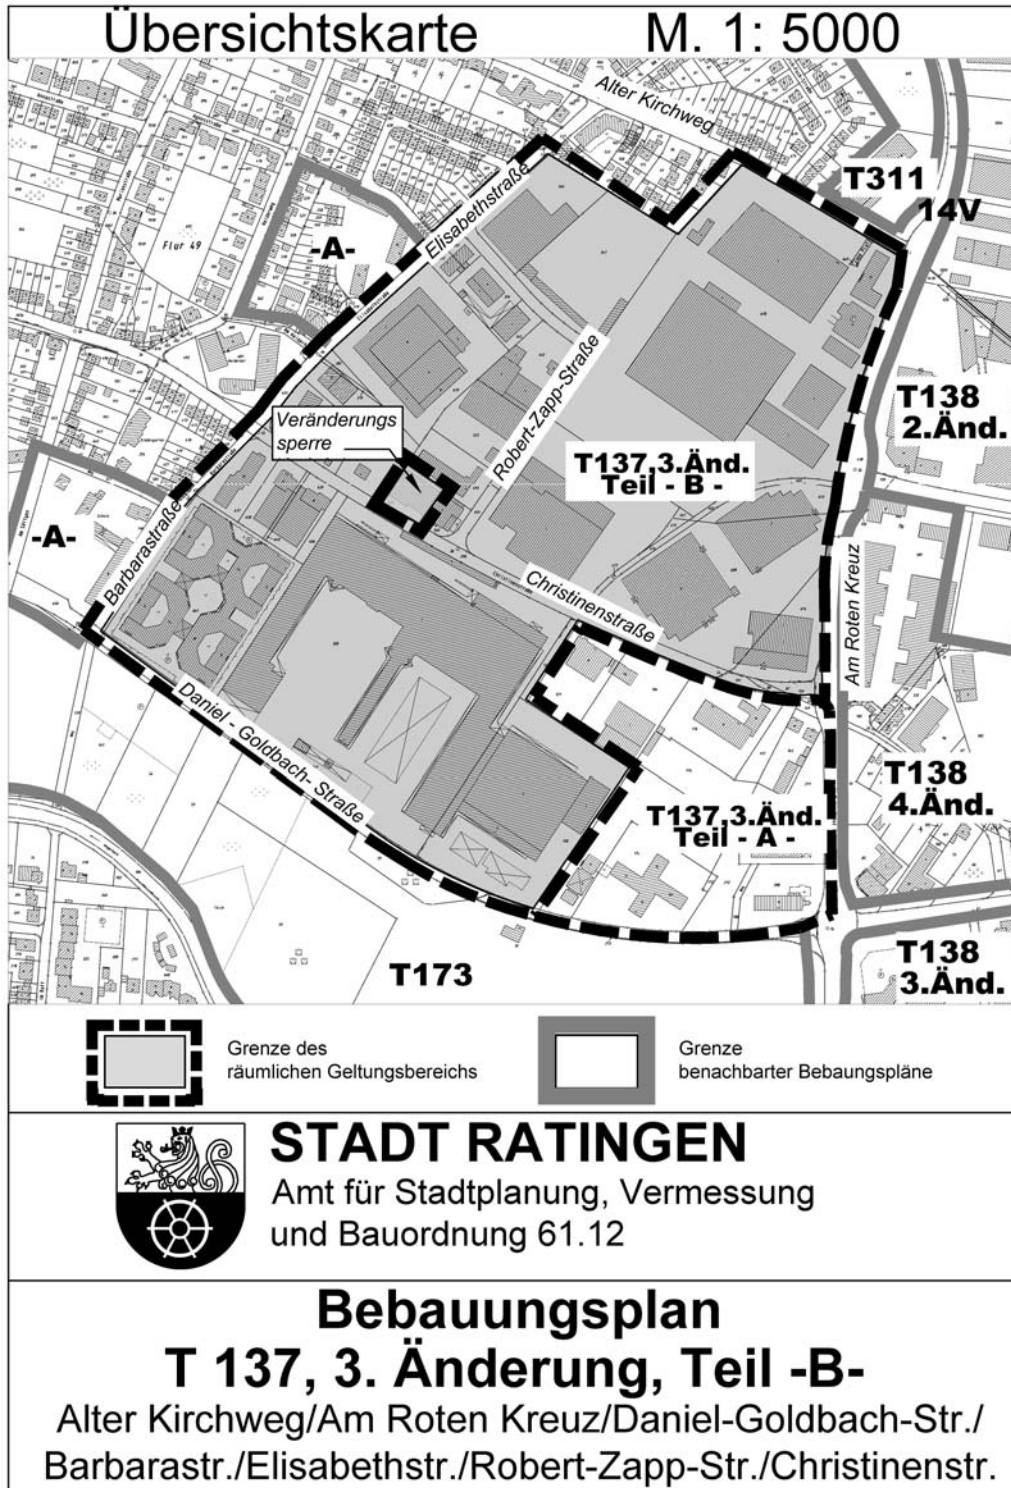 Übersichtskarte M. 1: 5000
Alter Kirchweg
T311
14V
Elisabethstraße
-A-
Flur 49
Robert-Zapp-Straße
T138
2.Änd.
Veränderungs
sperre
T137,3.Änd.
Teil - B -
-A-
Barbarastraße
Christinenstraße
Am Roten Kreuz
Daniel - Goldbach- Straße
T138
4.Änd.
T137,3.Änd.
Teil - A -
T138
3.Änd.
T173
Grenze des
räumlichen Geltungsbereichs
Grenze
benachbarter Bebaungspläne
STADT RATINGEN
Amt für Stadtplanung, Vermessung
und Bauordnung 61.12
Bebauungsplan
T 137, 3. Änderung, Teil -B-
Alter Kirchweg/Am Roten Kreuz/Daniel-Goldbach-Str./
Barbarastr./Elisabethstr./Robert-Zapp-Str./Christinenstr.